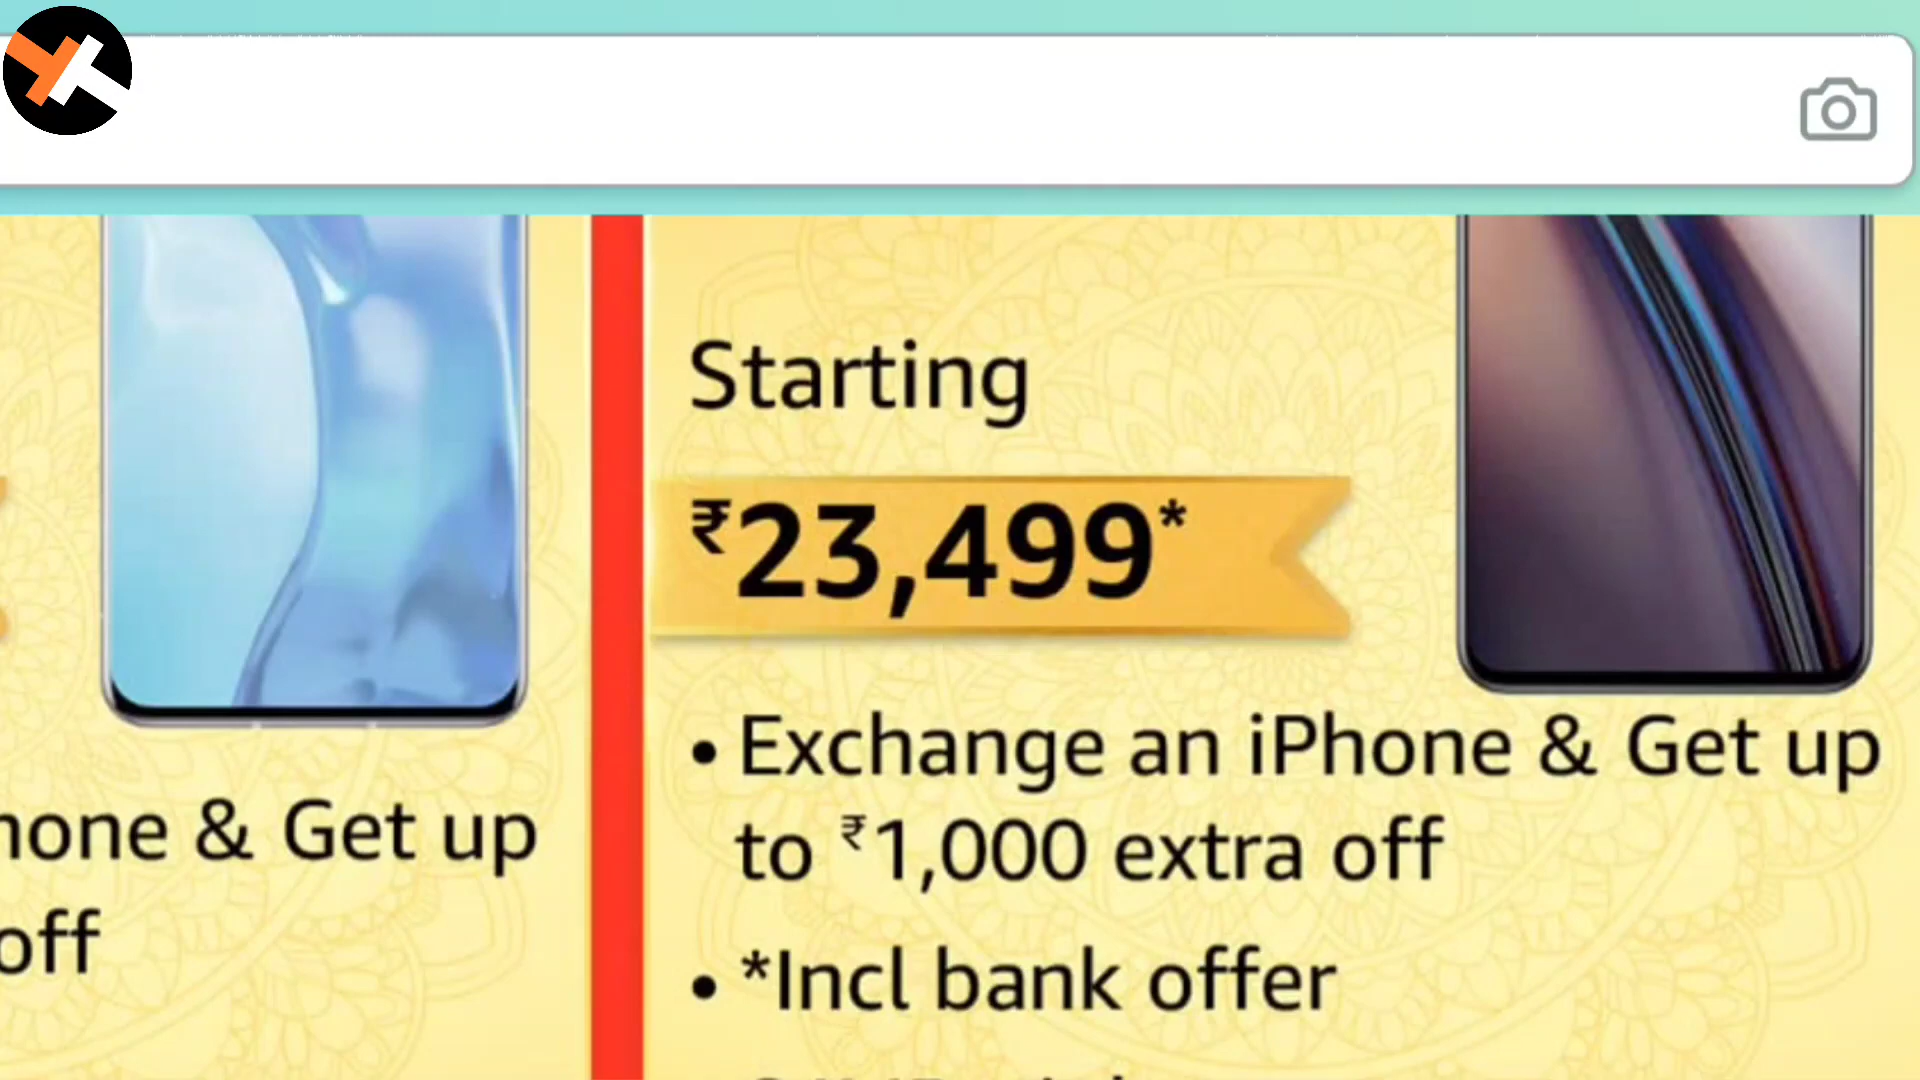 Starting
₹23,499*
• Exchange an iPhone & Get up
to ₹1,000 extra off
• *Incl bank offer
& Get up
off